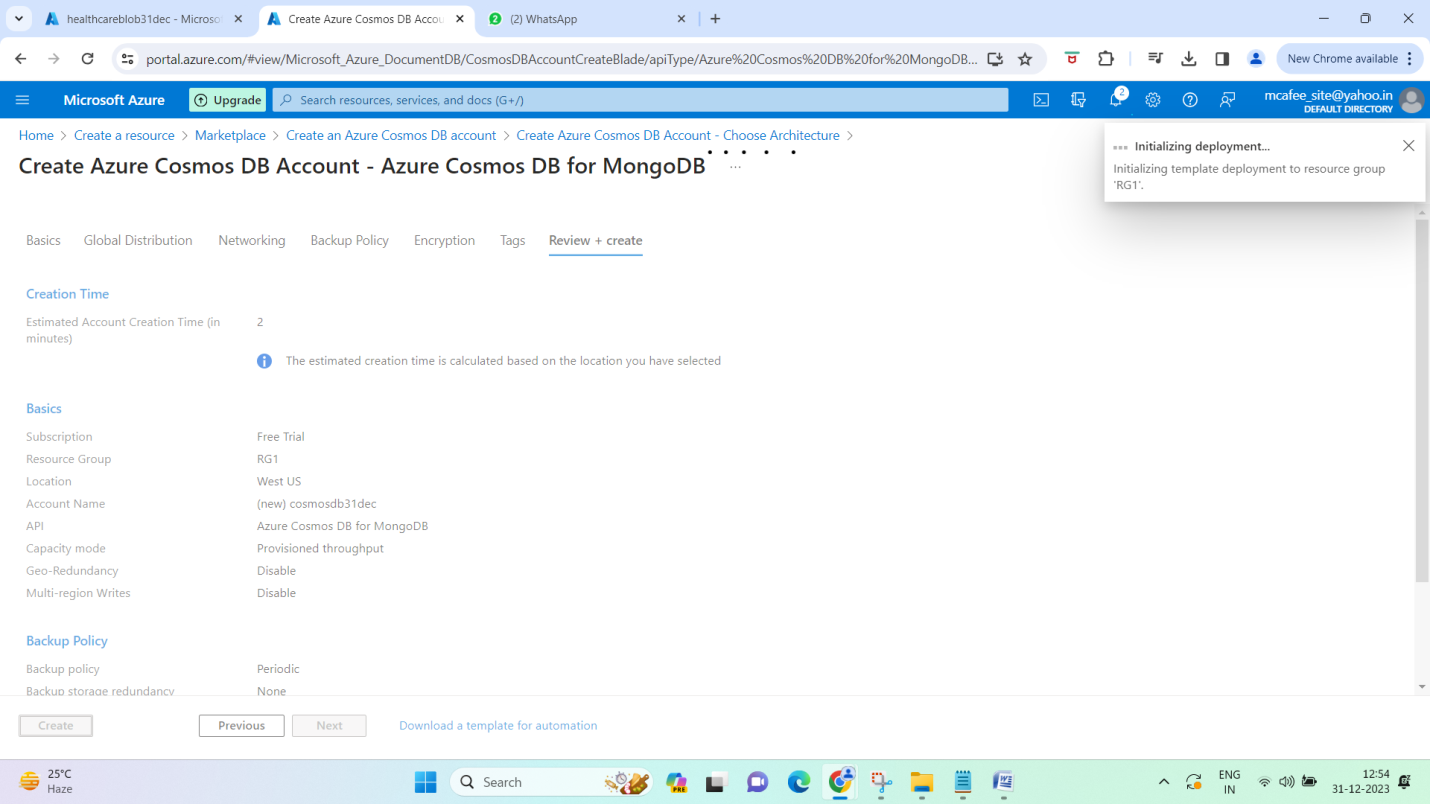 healthcareblob31dec - Microso
Create Azure Cosmos DB Accou
2
(2) WhatsApp
portal.azure.com/#view/Microsoft_Azure_DocumentDB/CosmosDBAccountCreateBlade/apiType/Azure%20Cosmos%20DB%20for%20MongoDB...
New Chrome available
Microsoft Azure
Upgrade
Search resources, services, and docs (G+/)
2
mcafee_site@yahoo.in
DEFAULT DIRECTORY
Home > Create a resource > Marketplace > Create an Azure Cosmos DB account > Create Azure Cosmos DB Account - Choose Architecture >
Create Azure Cosmos DB Account - Azure Cosmos DB for MongoDB ...
Initializing deployment...
Initializing template deployment to resource group
'RG1'.
Basics Global Distribution Networking Backup Policy Encryption Tags Review + create
Creation Time
Estimated Account Creation Time (in
minutes)
2
The estimated creation time is calculated based on the location you have selected
Basics
Subscription Free Trial
Resource Group RG1
Location West US
Account Name (new) cosmosdb31dec
API Azure Cosmos DB for MongoDB
Capacity mode Provisioned throughput
Geo-Redundancy Disable
Multi-region Writes Disable
Backup Policy
Backup policy Periodic
Backup storage redundancy None
Create Previous Next Download a template for automation
25°C
Haze
Search
PRE
ENG
IN
12:54
31-12-2023